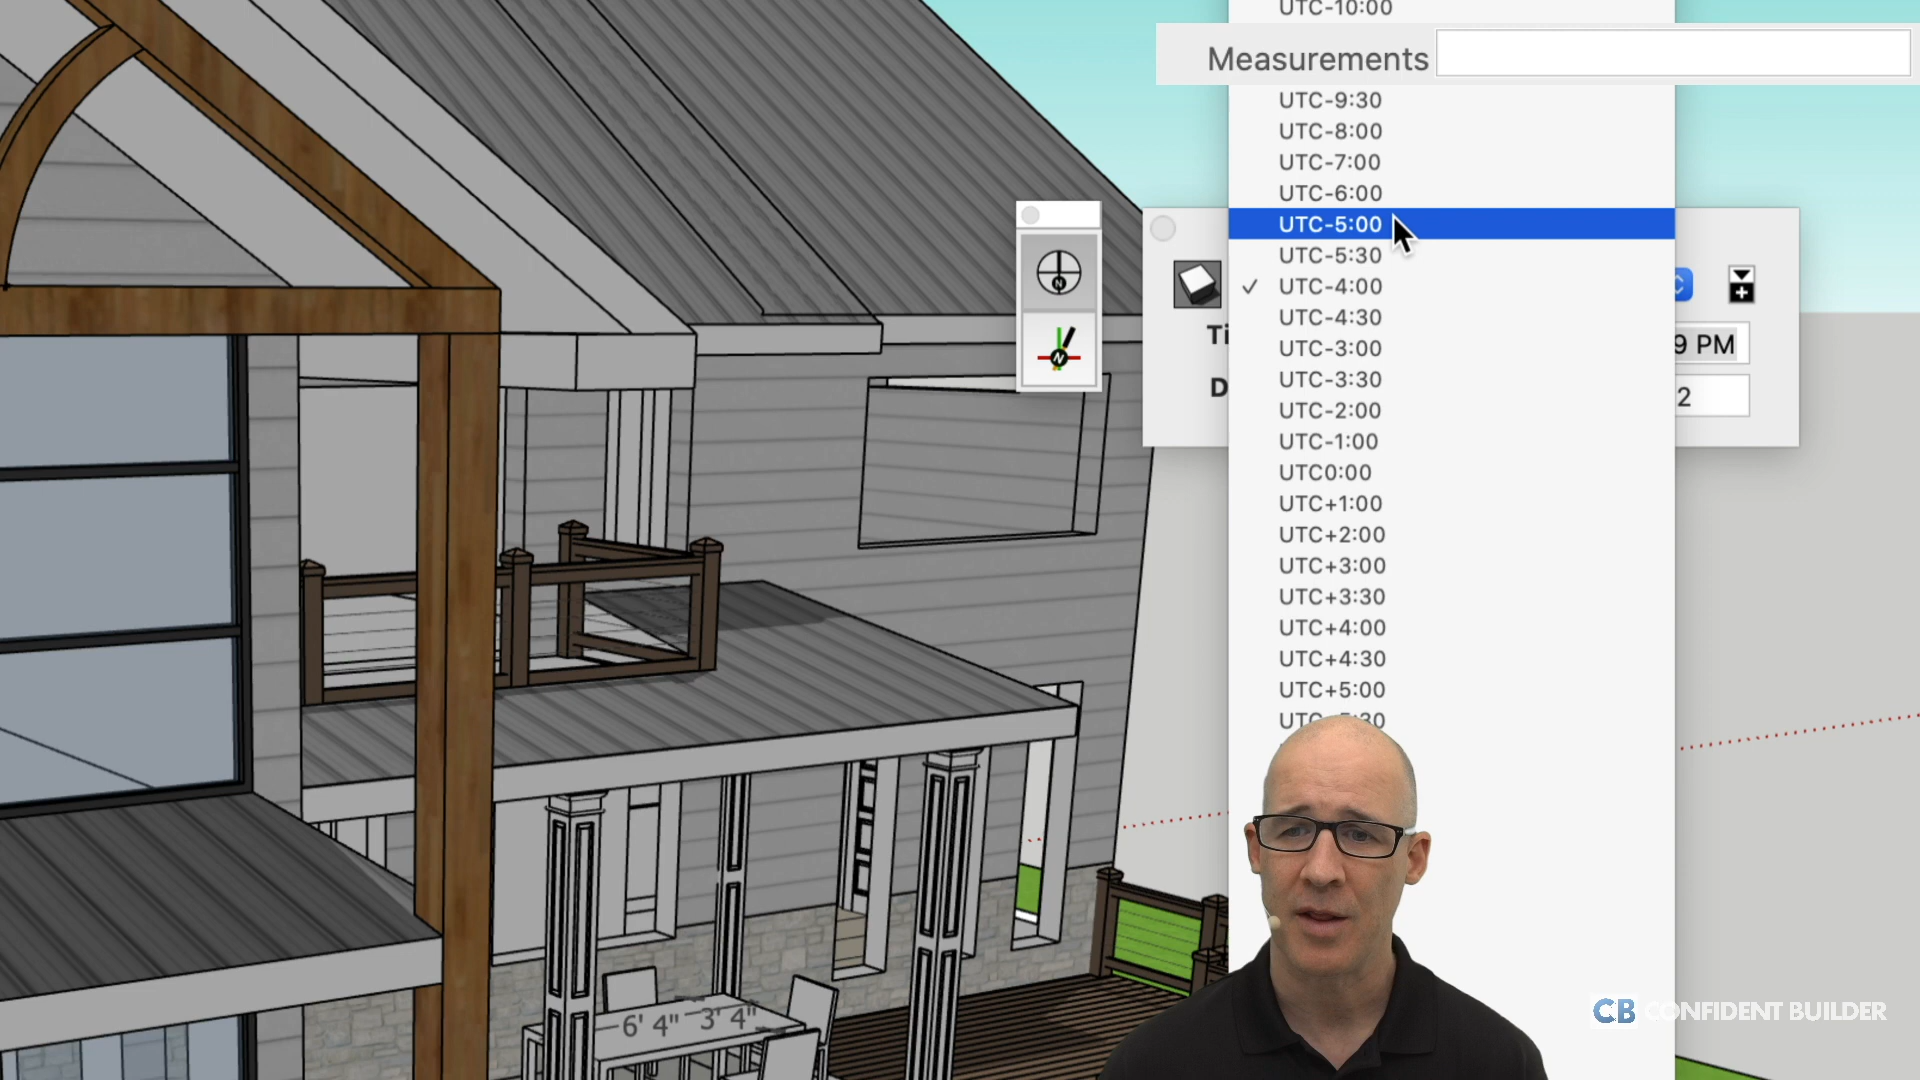 UTC-10:00
Measurements
UTC-9:30
UTC-8:00
UTC-7:00
UTC-6:00
UTC-5:00
UTC-5:30
UTC-4:00
UTC-4:30
UTC-3:00
UTC-3:30
UTC-2:00
UTC-1:00
UTC0:00
UTC+1:00
UTC+2:00
UTC+3:00
UTC+3:30
UTC+4:00
UTC+4:30
UTC+5:00
Ti
9 PM
D
2
N
N
6' 4" 3' 4"
CB CONFIDENT BUILDER